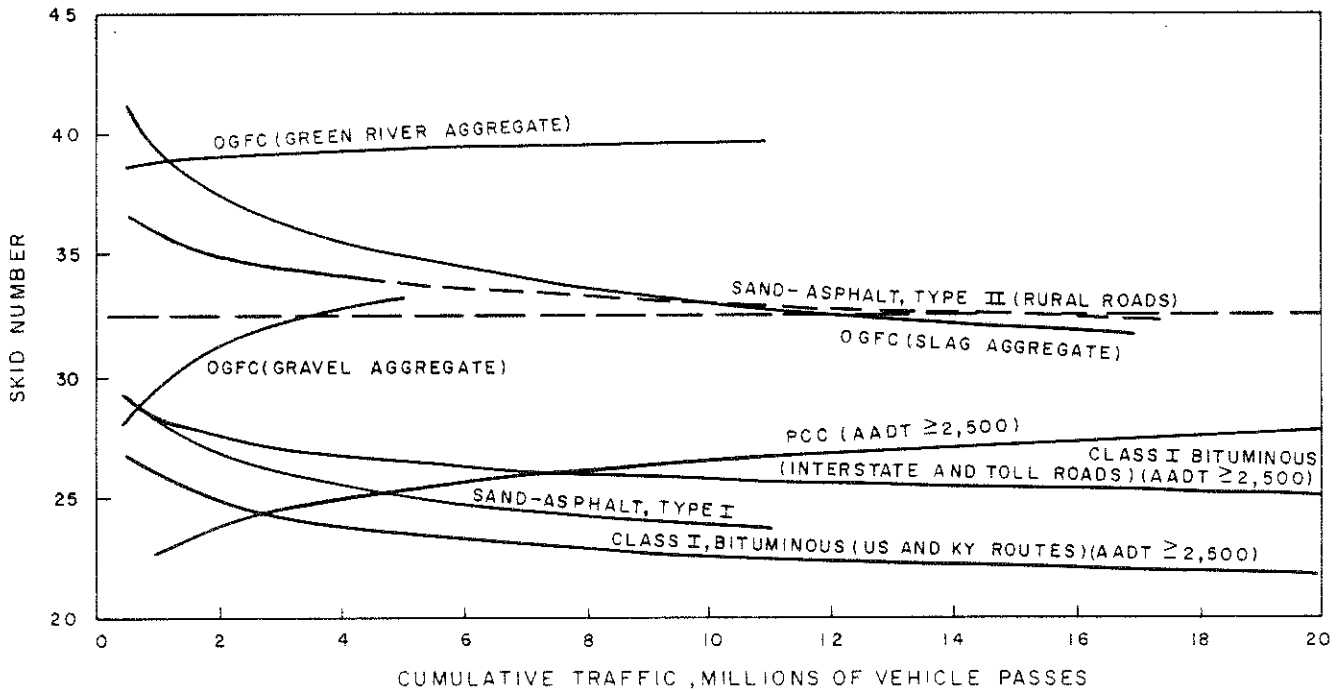 45
40
35
30
25
20
SKID NUMBER
OGFC (GREEN RIVER AGGREGATE)
SAND-ASPHALT, TYPE II (RURAL ROADS)
OGFC (SLAG AGGREGATE)
OGFC (GRAVEL AGGREGATE)
PCC (AADT ≥ 2,500)
CLASS I BITUMINOUS
(INTERSTATE AND TOLL ROADS) (AADT ≥ 2,500)
SAND-ASPHALT, TYPE I
CLASS I, BITUMINOUS (US AND KY ROUTES) (AADT ≥ 2,500)
0 2 4 6 8 10 12 14 16 18 20
CUMULATIVE TRAFFIC, MILLIONS OF VEHICLE PASSES